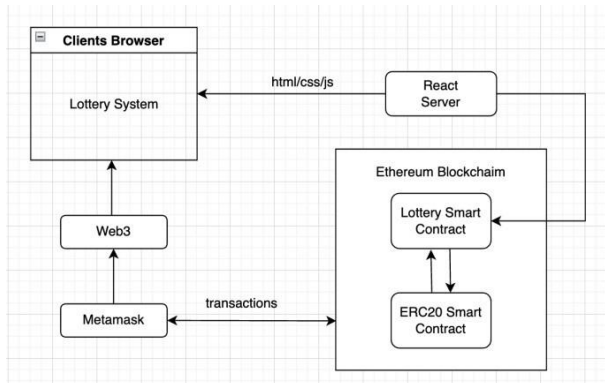 Clients Browser
Lottery System
html/css/js
React
Server
Ethereum Blockchaim
Lottery Smart
Contract
Web3
ERC20 Smart
Contract
transactions
Metamask